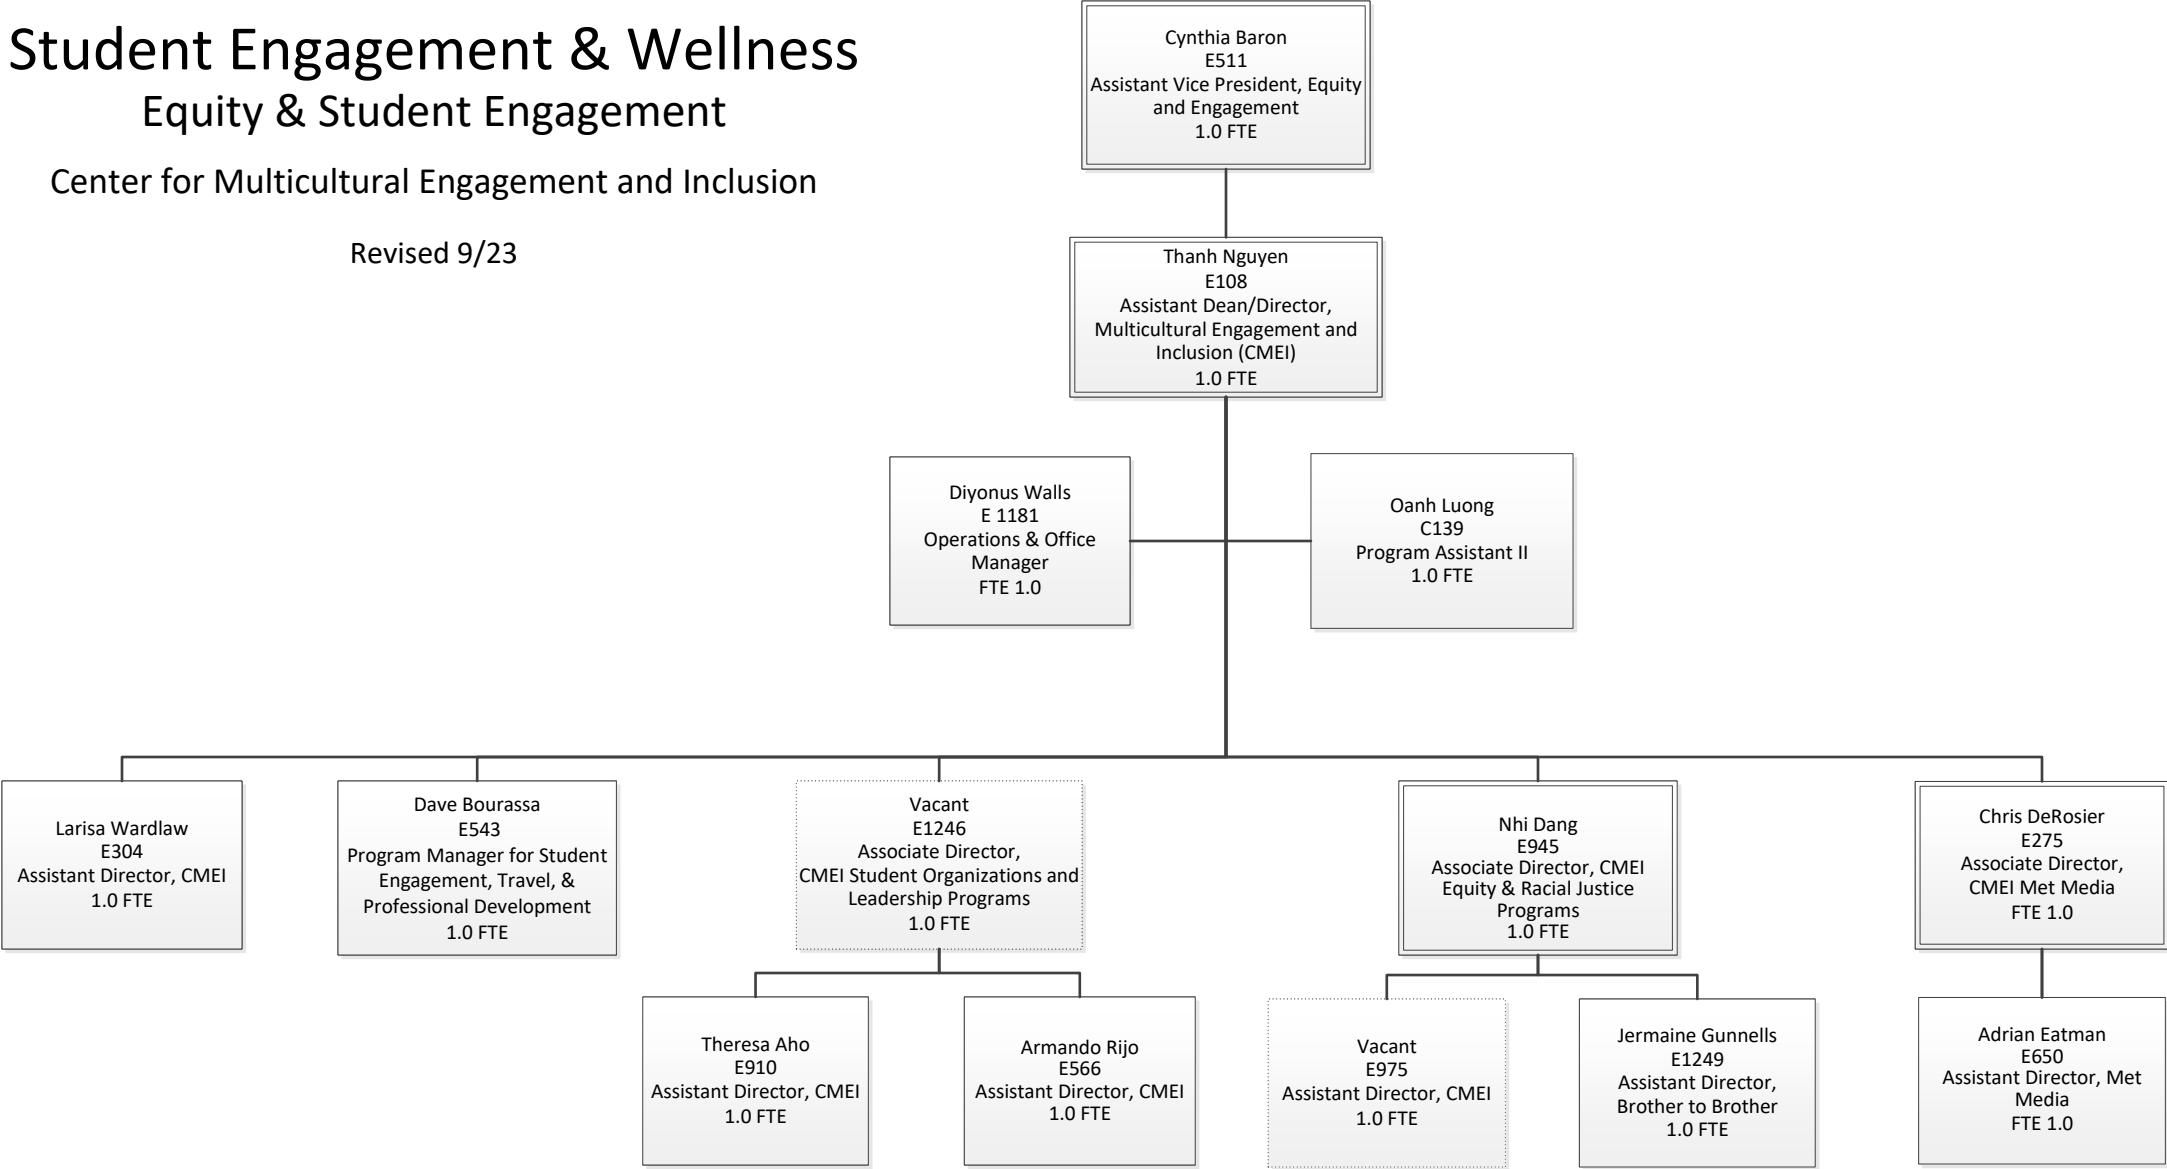 Student Engagement & Wellness
Equity & Student Engagement
Center for Multicultural Engagement and Inclusion
Revised 9/23
Cynthia Baron
E511
Assistant Vice President, Equity
and Engagement
1.0 FTE
Thanh Nguyen
E108
Assistant Dean/Director,
Multicultural Engagement and
Inclusion (CMEI)
1.0 FTE
Diyonus Walls
E 1181
Operations & Office
Manager
FTE 1.0
Oanh Luong
C139
Program Assistant II
1.0 FTE
Larisa Wardlaw
E304
Assistant Director, CMEI
1.0 FTE
Dave Bourassa
E543
Program Manager for Student
Engagement, Travel, &
Professional Development
1.0 FTE
Vacant
E1246
Associate Director,
CMEI Student Organizations and
Leadership Programs
1.0 FTE
Nhi Dang
E945
Associate Director, CMEI
Equity & Racial Justice
Programs
1.0 FTE
Chris DeRosier
E275
Associate Director,
CMEI Met Media
FTE 1.0
Theresa Aho
E910
Assistant Director, CMEI
1.0 FTE
Armando Rijo
E566
Assistant Director, CMEI
1.0 FTE
Vacant
E975
Assistant Director, CMEI
1.0 FTE
Jermaine Gunnells
E1249
Assistant Director,
Brother to Brother
1.0 FTE
Adrian Eatman
E650
Assistant Director, Met
Media
FTE 1.0